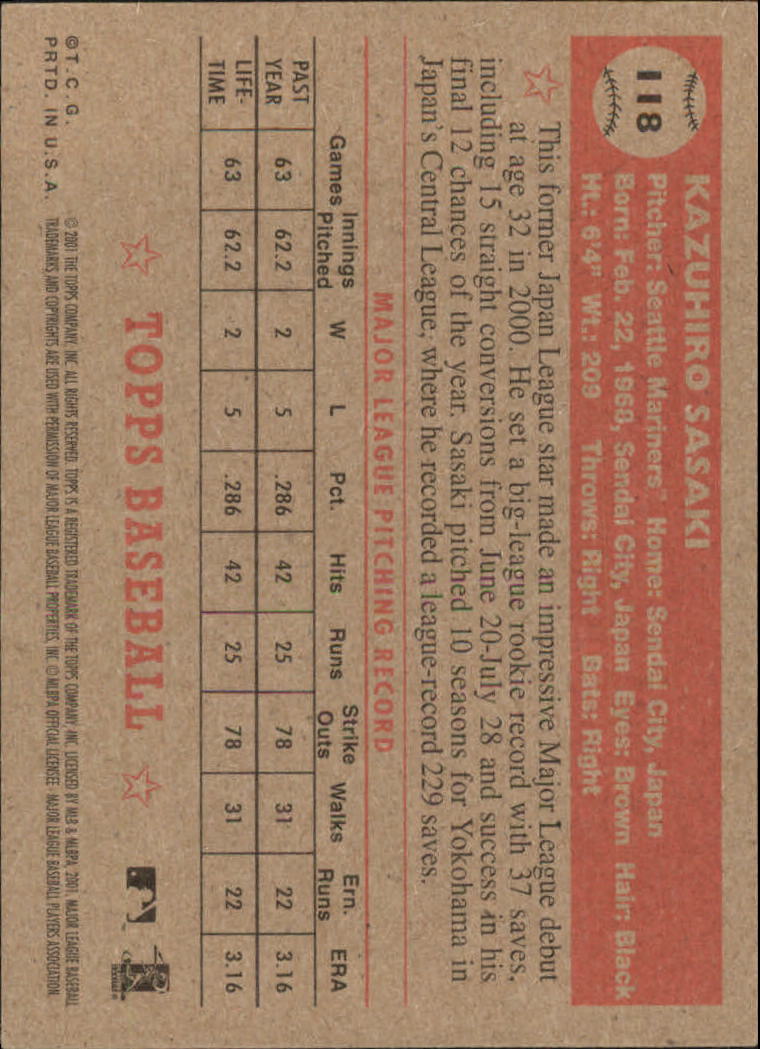 118
KAZUHIRO SASAKI
Pitcher: Seattle Mariners Home: Sendai City, Japan
Born: Feb. 22, 1968, Sendai City, Japan Eyes: Brown Hair: Black
Ht.: 6'4" Wt.: 209 Throws: Right Bats: Right
This former Japan League star made an impressive Major League debut
at age 32 in 2000. He set a big-league rookie record with 37 saves,
including 15 straight conversions from June 20-July 28 and success in his
final 12 chances of the year. Sasaki pitched 10 seasons for Yokohama in
Japan's Central League, where he recorded a league-record 229 saves.
MAJOR LEAGUE PITCHING RECORD
Games Innings Pitched W L Pct. Hits Runs Strike Outs Walks Ern. Runs ERA
PAST YEAR 63 62.2 2 5 .286 42 25 78 31 22 3.16
LIFE-TIME 63 62.2 2 5 .286 42 25 78 31 22 3.16
TOPPS BASEBALL
©T.C.G. © 2001 THE TOPPS COMPANY, INC. ALL RIGHTS RESERVED. TOPPS IS A REGISTERED TRADEMARK OF THE TOPPS COMPANY, INC. LICENSED BY MLB & MLBPA, 2001. MAJOR LEAGUE BASEBALL
PRTD. IN U.S.A. TRADEMARKS AND COPYRIGHTS ARE USED WITH PERMISSION OF MAJOR LEAGUE BASEBALL PROPERTIES, INC. © MLBPA OFFICIAL LICENSEE - MAJOR LEAGUE BASEBALL PLAYERS ASSOCIATION.